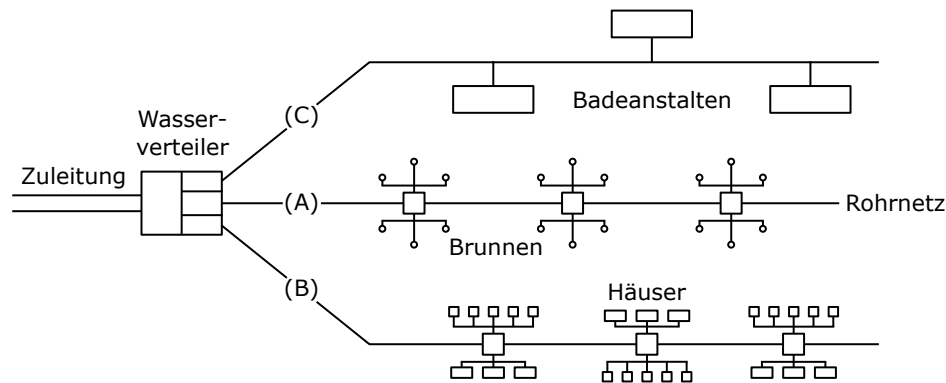 Wasser-
verteiler
Zuleitung
(C)
Badeanstalten
(A)
Rohrnetz
Brunnen
(B)
Häuser